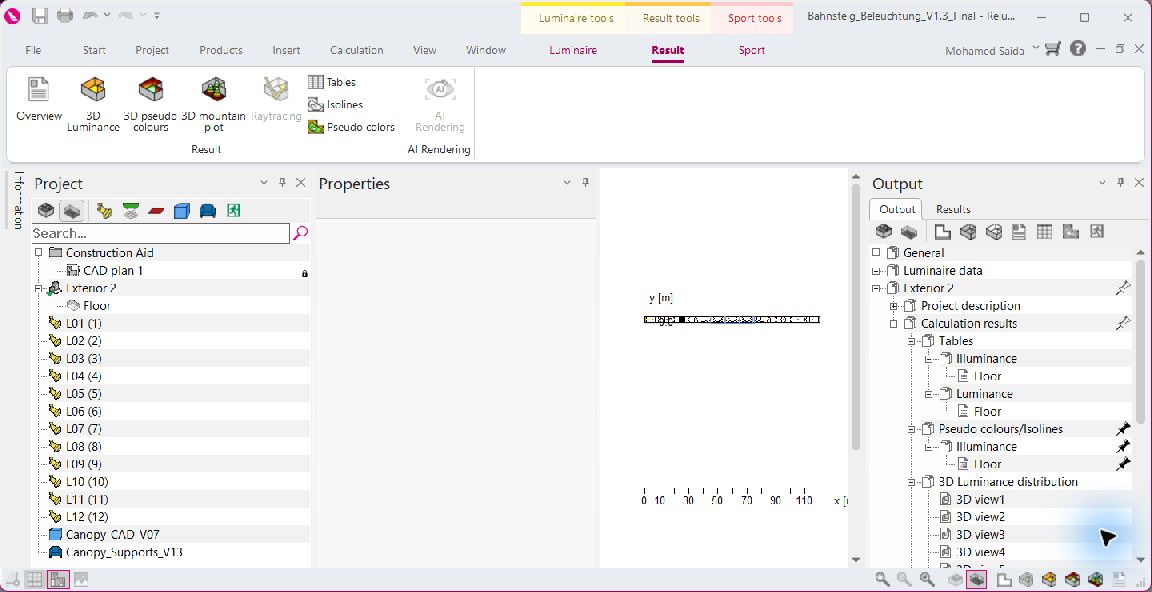 Luminaire tools Result tools Sport tools Bahnsteig_Beleuchtung_V1.3_Final - Relu...
File Start Project Products Insert Calculation View Window Luminaire Result Sport Mohamed Saida
Overview
3D Luminance
3D pseudo colours
3D mountain plot
Raytracing
Tables
Isolines
Pseudo colors
AI Rendering
Result
AI Rendering
Information
Project
Search...
Construction Aid
CAD plan 1
Exterior 2
Floor
L01 (1)
L02 (2)
L03 (3)
L04 (4)
L05 (5)
L06 (6)
L07 (7)
L08 (8)
L09 (9)
L10 (10)
L11 (11)
L12 (12)
Canopy_CAD_V07
Canopy_Supports_V13
Properties
y [m]
0 10 30 50 70 90 110 x [
Output
Output Results
General
Luminaire data
Exterior 2
Project description
Calculation results
Tables
Illuminance
Floor
Luminance
Floor
Pseudo colours/Isolines
Illuminance
Floor
3D Luminance distribution
3D view1
3D view2
3D view3
3D view4